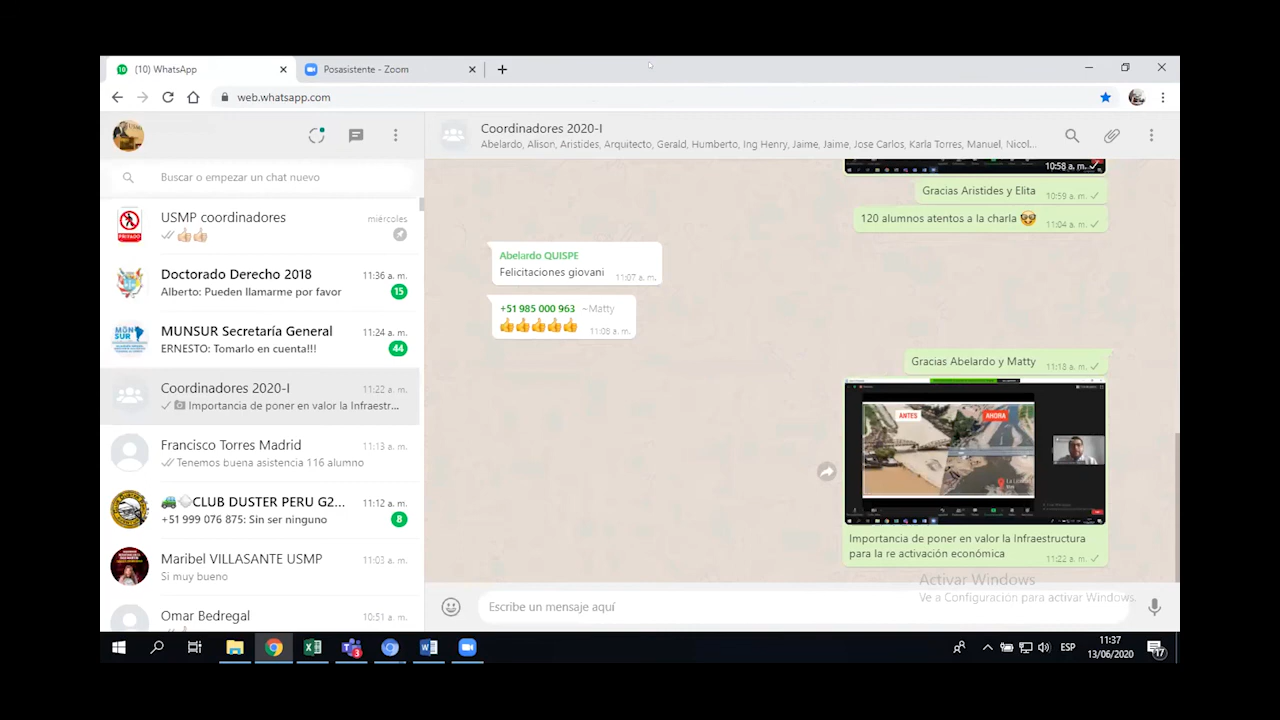 (10) WhatsApp
Posasistente - Zoom
web.whatsapp.com
Buscar o empezar un chat nuevo
USMP coordinadores
miércoles
PRIVADO
Doctorado Derecho 2018
11:36 a. m.
Alberto: Pueden llamarme por favor
15
MUNSUR Secretaría General
11:24 a. m.
ERNESTO: Tomarlo en cuenta!!!
44
Coordinadores 2020-I
11:22 a. m.
Importancia de poner en valor la Infraestr...
Francisco Torres Madrid
11:13 a. m.
Tenemos buena asistencia 116 alumno
🚙💎CLUB DUSTER PERU G2...
11:12 a. m.
+51 999 076 875: Sin ser ninguno
8
Maribel VILLASANTE USMP
11:03 a. m.
Si muy bueno
Omar Bedregal
10:51 a. m.
Coordinadores 2020-I
Abelardo, Alison, Aristides, Arquitecto, Gerald, Humberto, Ing Henry, Jaime, Jaime, Jose Carlos, Karla Torres, Manuel, Nicol...
10:58 a. m.
Gracias Aristides y Elita
10:59 a. m.
120 alumnos atentos a la charla 🤓
11:04 a. m.
Abelardo QUISPE
Felicitaciones giovani
11:07 a. m.
+51 985 000 963 ~Matty
👍👍👍👍👍
11:08 a. m.
Gracias Abelardo y Matty
11:18 a. m.
ANTES
AHORA
Importancia de poner en valor la Infraestructura
para la re activación económica
11:22 a. m.
Activar Windows
Ve a Configuración para activar Windows.
Escribe un mensaje aquí
3
ESP
11:37
13/06/2020
17